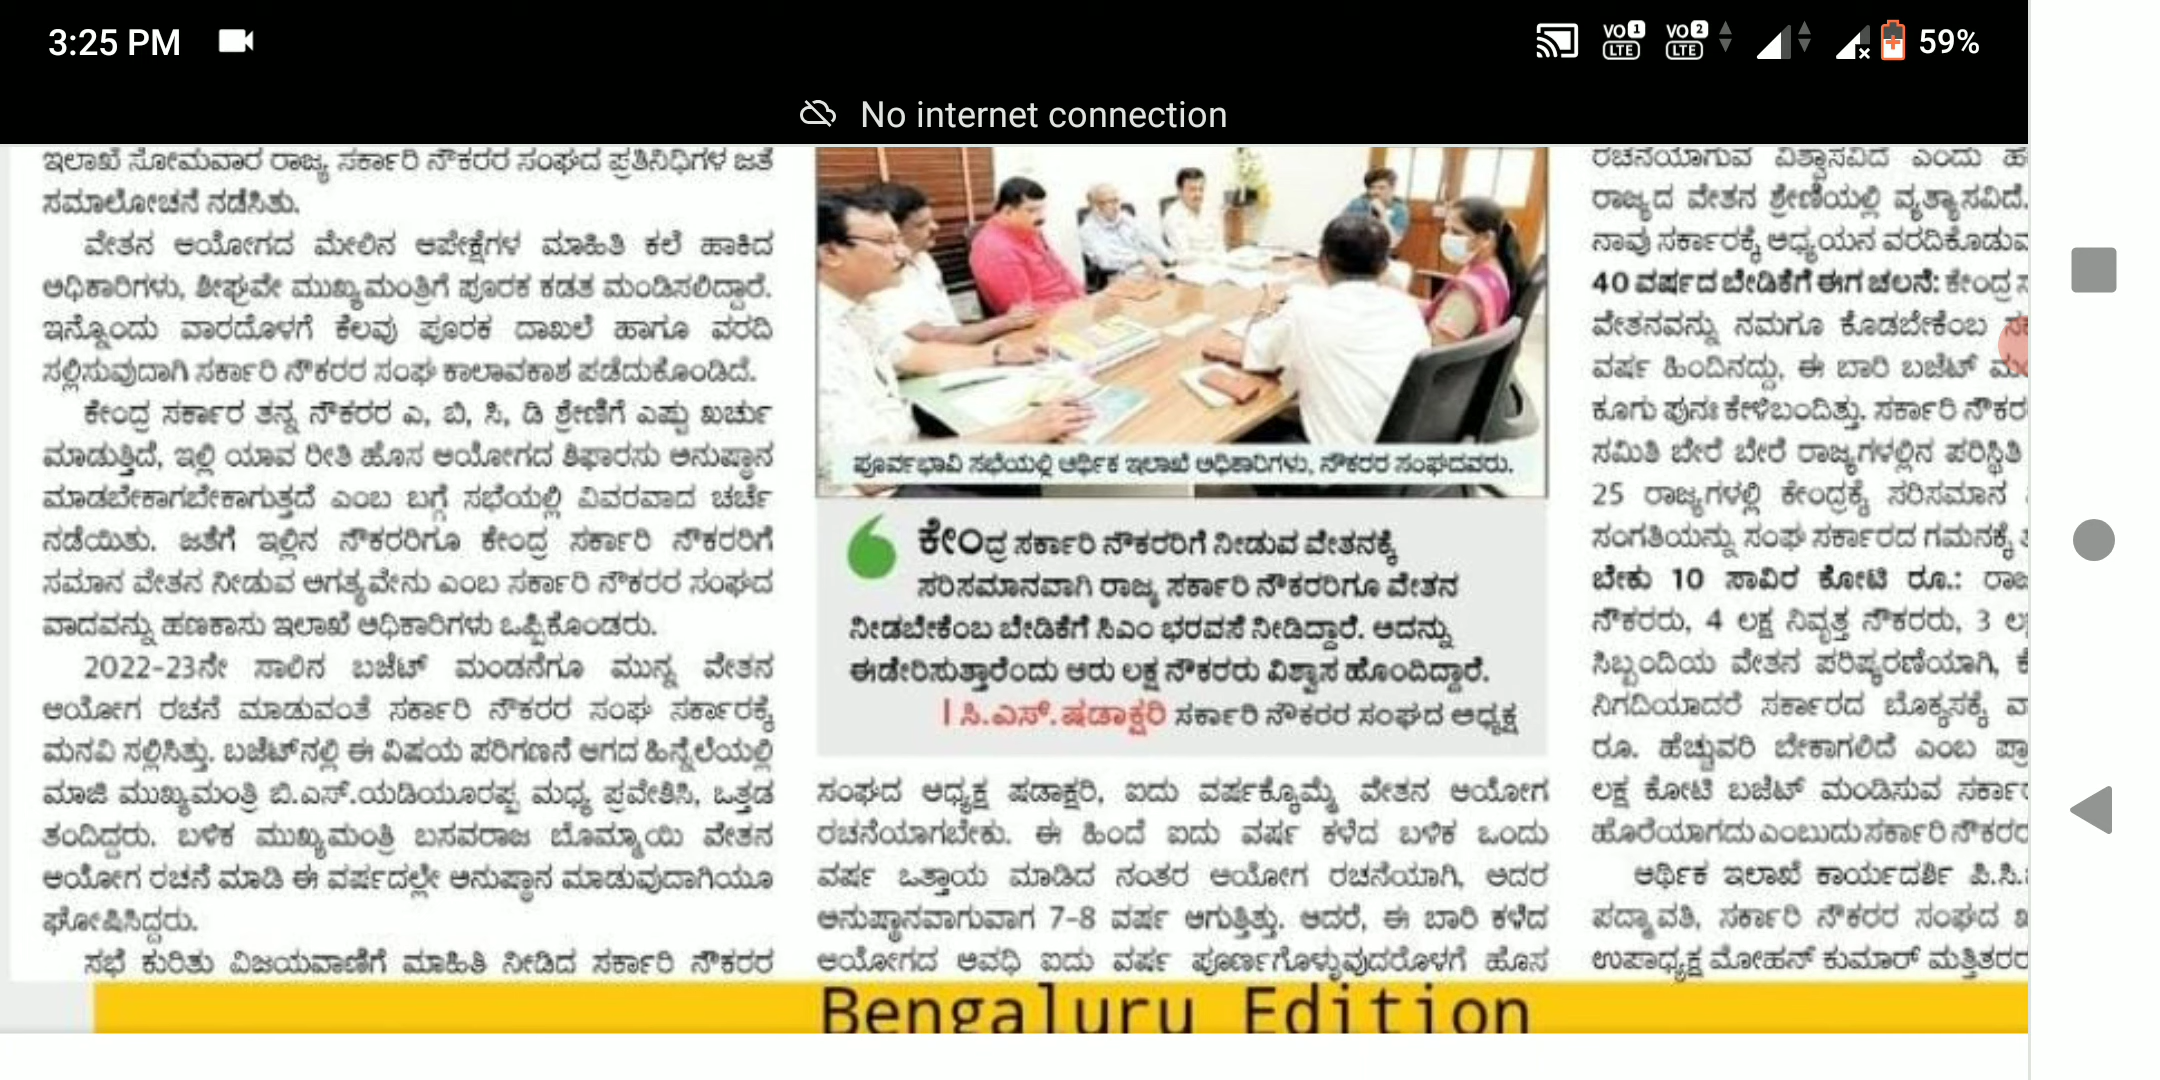 3:25 PM
VO 1 LTE VO 2 LTE 59%
No internet connection
ಇಲಾಖೆ ಸೋಮವಾರ ರಾಜ್ಯ ಸರ್ಕಾರಿ ನೌಕರರ ಸಂಘದ ಪ್ರತಿನಿಧಿಗಳ ಜತೆ
ಸಮಾಲೋಚನೆ ನಡೆಸಿತು.
ವೇತನ ಆಯೋಗದ ಮೇಲಿನ ಆಪೇಕ್ಷೆಗಳ ಮಾಹಿತಿ ಕಲೆ ಹಾಕಿದ
ಅಧಿಕಾರಿಗಳು, ಶೀಘ್ರವೇ ಮುಖ್ಯಮಂತ್ರಿಗೆ ಪೂರಕ ಕಡತ ಮಂಡಿಸಲಿದ್ದಾರೆ.
ಇನ್ನೊಂದು ವಾರದೊಳಗೆ ಕೆಲವು ಪೂರಕ ದಾಖಲೆ ಹಾಗೂ ವರದಿ
ಸಲ್ಲಿಸುವುದಾಗಿ ಸರ್ಕಾರಿ ನೌಕರರ ಸಂಘ ಕಾಲಾವಕಾಶ ಪಡೆದುಕೊಂಡಿದೆ.
ಕೇಂದ್ರ ಸರ್ಕಾರ ತನ್ನ ನೌಕರರ ಎ, ಬಿ, ಸಿ, ಡಿ ಶ್ರೇಣಿಗೆ ಎಷ್ಟು ಖರ್ಚು
ಮಾಡುತ್ತಿದೆ, ಇಲ್ಲಿ ಯಾವ ರೀತಿ ಹೊಸ ಆಯೋಗದ ಶಿಫಾರಸು ಅನುಷ್ಠಾನ
ಮಾಡಬೇಕಾಗಬೇಕಾಗುತ್ತದೆ ಎಂಬ ಬಗ್ಗೆ ಸಭೆಯಲ್ಲಿ ವಿವರವಾದ ಚರ್ಚೆ
ನಡೆಯಿತು. ಜತೆಗೆ ಇಲ್ಲಿನ ನೌಕರರಿಗೂ ಕೇಂದ್ರ ಸರ್ಕಾರಿ ನೌಕರರಿಗೆ
ಸಮಾನ ವೇತನ ನೀಡುವ ಅಗತ್ಯವೇನು ಎಂಬ ಸರ್ಕಾರಿ ನೌಕರರ ಸಂಘದ
ವಾದವನ್ನು ಹಣಕಾಸು ಇಲಾಖೆ ಅಧಿಕಾರಿಗಳು ಒಪ್ಪಿಕೊಂಡರು.
2022-23ನೇ ಸಾಲಿನ ಬಜೆಟ್ ಮಂಡನೆಗೂ ಮುನ್ನ ವೇತನ
ಆಯೋಗ ರಚನೆ ಮಾಡುವಂತೆ ಸರ್ಕಾರಿ ನೌಕರರ ಸಂಘ ಸರ್ಕಾರಕ್ಕೆ
ಮನವಿ ಸಲ್ಲಿಸಿತ್ತು. ಬಜೆಟ್‌ನಲ್ಲಿ ಈ ವಿಷಯ ಪರಿಗಣನೆ ಆಗದ ಹಿನ್ನೆಲೆಯಲ್ಲಿ
ಮಾಜಿ ಮುಖ್ಯಮಂತ್ರಿ ಬಿ.ಎಸ್.ಯಡಿಯೂರಪ್ಪ ಮಧ್ಯ ಪ್ರವೇಶಿಸಿ, ಒತ್ತಡ
ತಂದಿದ್ದರು. ಬಳಿಕ ಮುಖ್ಯಮಂತ್ರಿ ಬಸವರಾಜ ಬೊಮ್ಮಾಯಿ ವೇತನ
ಆಯೋಗ ರಚನೆ ಮಾಡಿ ಈ ವರ್ಷದಲ್ಲೇ ಅನುಷ್ಠಾನ ಮಾಡುವುದಾಗಿಯೂ
ಘೋಷಿಸಿದ್ದರು.
ಸಭೆ ಕುರಿತು ವಿಜಯವಾಣಿಗೆ ಮಾಹಿತಿ ನೀಡಿದ ಸರ್ಕಾರಿ ನೌಕರರ
ಪೂರ್ವಭಾವಿ ಸಭೆಯಲ್ಲಿ ಆರ್ಥಿಕ ಇಲಾಖೆ ಅಧಿಕಾರಿಗಳು, ನೌಕರರ ಸಂಘದವರು.
ಕೇಂದ್ರ ಸರ್ಕಾರಿ ನೌಕರರಿಗೆ ನೀಡುವ ವೇತನಕ್ಕೆ
ಸರಿಸಮಾನವಾಗಿ ರಾಜ್ಯ ಸರ್ಕಾರಿ ನೌಕರರಿಗೂ ವೇತನ
ನೀಡಬೇಕೆಂಬ ಬೇಡಿಕೆಗೆ ಸಿಎಂ ಭರವಸೆ ನೀಡಿದ್ದಾರೆ. ಅದನ್ನು
ಈಡೇರಿಸುತ್ತಾರೆಂದು ಆರು ಲಕ್ಷ ನೌಕರರು ವಿಶ್ವಾಸ ಹೊಂದಿದ್ದಾರೆ.
| ಸಿ.ಎಸ್.ಷಡಾಕ್ಷರಿ ಸರ್ಕಾರಿ ನೌಕರರ ಸಂಘದ ಅಧ್ಯಕ್ಷ
ಸಂಘದ ಅಧ್ಯಕ್ಷ ಷಡಾಕ್ಷರಿ, ಐದು ವರ್ಷಕ್ಕೊಮ್ಮೆ ವೇತನ ಆಯೋಗ
ರಚನೆಯಾಗಬೇಕು. ಈ ಹಿಂದೆ ಐದು ವರ್ಷ ಕಳೆದ ಬಳಿಕ ಒಂದು
ವರ್ಷ ಒತ್ತಾಯ ಮಾಡಿದ ನಂತರ ಆಯೋಗ ರಚನೆಯಾಗಿ, ಅದರ
ಅನುಷ್ಠಾನವಾಗುವಾಗ 7-8 ವರ್ಷ ಆಗುತ್ತಿತ್ತು. ಆದರೆ, ಈ ಬಾರಿ ಕಳೆದ
ಆಯೋಗದ ಅವಧಿ ಐದು ವರ್ಷ ಪೂರ್ಣಗೊಳ್ಳುವುದರೊಳಗೆ ಹೊಸ
ರಚನೆಯಾಗುವ ವಿಶ್ವಾಸವಿದೆ ಎಂದು
ರಾಜ್ಯದ ವೇತನ ಶ್ರೇಣಿಯಲ್ಲಿ ವ್ಯತ್ಯಾಸವಿದೆ.
ನಾವು ಸರ್ಕಾರಕ್ಕೆ ಅಧ್ಯಯನ ವರದಿಕೊಡುವ
40 ವರ್ಷದ ಬೇಡಿಕೆಗೆ ಈಗ ಚಲನೆ: ಕೇಂದ್ರ
ವೇತನವನ್ನು ನಮಗೂ ಕೊಡಬೇಕೆಂಬ
ವರ್ಷ ಹಿಂದಿನದ್ದು, ಈ ಬಾರಿ ಬಜೆಟ್
ಕೂಗು ಪುನಃ ಕೇಳಿಬಂದಿತ್ತು. ಸರ್ಕಾರಿ ನೌಕರ
ಸಮಿತಿ ಬೇರೆ ಬೇರೆ ರಾಜ್ಯಗಳಲ್ಲಿನ ಪರಿಸ್ಥಿತಿ
25 ರಾಜ್ಯಗಳಲ್ಲಿ ಕೇಂದ್ರಕ್ಕೆ ಸರಿಸಮಾನ
ಸಂಗತಿಯನ್ನು ಸಂಘ ಸರ್ಕಾರದ ಗಮನಕ್ಕೆ
ಬೇಕು 10 ಸಾವಿರ ಕೋಟಿ ರೂ.:
ನೌಕರರು, 4 ಲಕ್ಷ ನಿವೃತ್ತ ನೌಕರರು, 3
ಸಿಬ್ಬಂದಿಯ ವೇತನ ಪರಿಷ್ಕರಣೆಯಾಗಿ,
ನಿಗದಿಯಾದರೆ ಸರ್ಕಾರದ ಬೊಕ್ಕಸಕ್ಕೆ
ರೂ. ಹೆಚ್ಚುವರಿ ಬೇಕಾಗಲಿದೆ ಎಂಬ
ಲಕ್ಷ ಕೋಟಿ ಬಜೆಟ್ ಮಂಡಿಸುವ
ಹೊರೆಯಾಗದು ಎಂಬುದು ಸರ್ಕಾರಿ ನೌಕರರ
ಆರ್ಥಿಕ ಇಲಾಖೆ ಕಾರ್ಯದರ್ಶಿ ಪಿ.ಸಿ.
ಪದ್ಮಾವತಿ, ಸರ್ಕಾರಿ ನೌಕರರ ಸಂಘದ
ಉಪಾಧ್ಯಕ್ಷ ಮೋಹನ್ ಕುಮಾರ್ ಮತ್ತಿತರರ
Bengaluru Edition